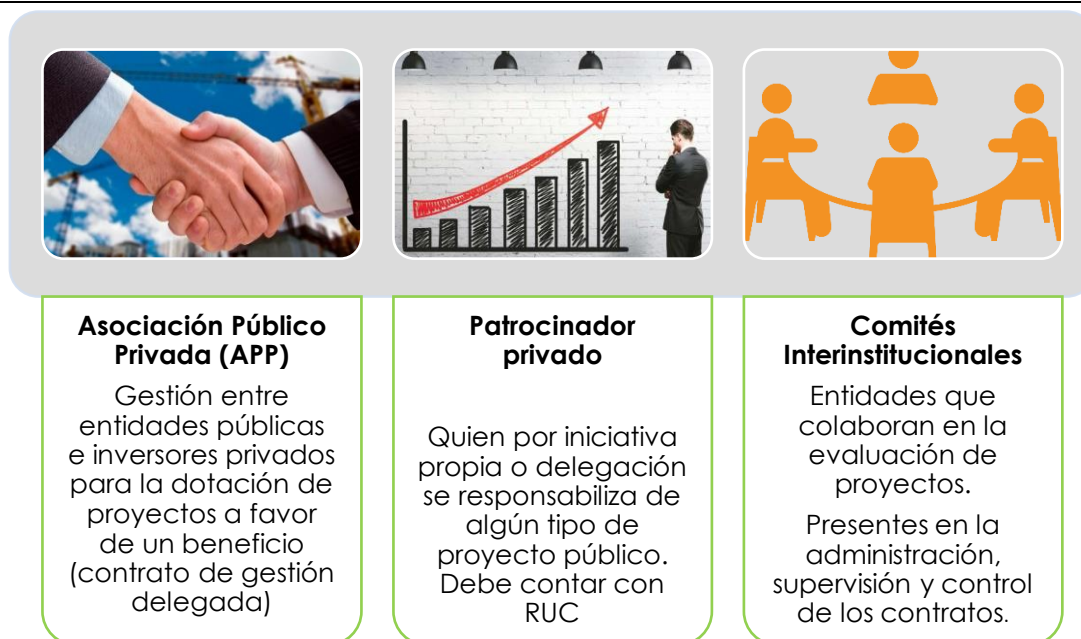 Asociación Público
Privada (APP)
Gestión entre
entidades públicas
e inversores privados
para la dotación de
proyectos a favor
de un beneficio
(contrato de gestión
delegada)
Patrocinador
privado
Quien por iniciativa
propia o delegación
se responsabiliza de
algún tipo de
proyecto público.
Debe contar con
RUC
Comités
Interinstitucionales
Entidades que
colaboran en la
evaluación de
proyectos.
Presentes en la
administración,
supervisión y control
de los contratos.